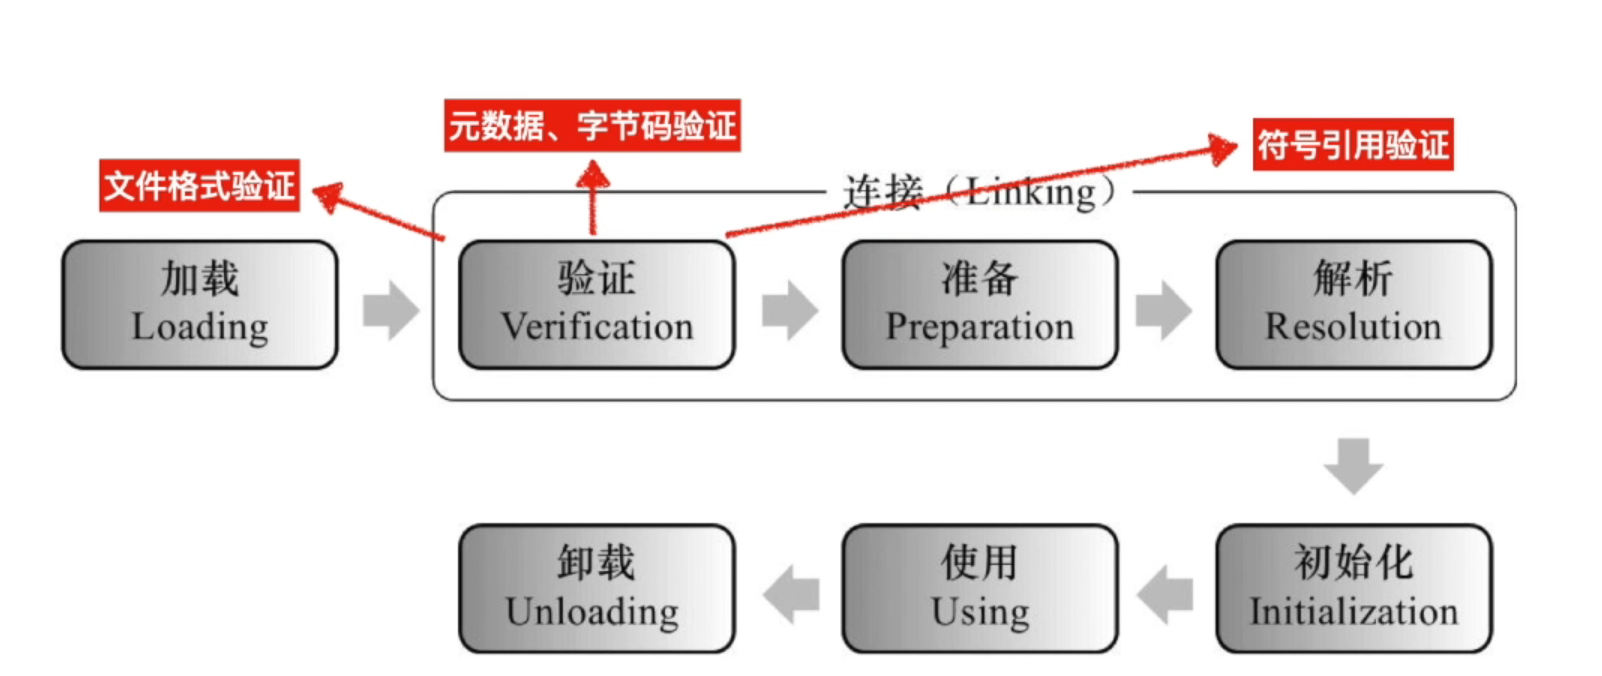 元数据、字节码验证
符号引用验证
文件格式验证
连接（Linking）
加载
Loading
验证
Verification
准备
Preparation
解析
Resolution
卸载
Unloading
使用
Using
初始化
Initialization